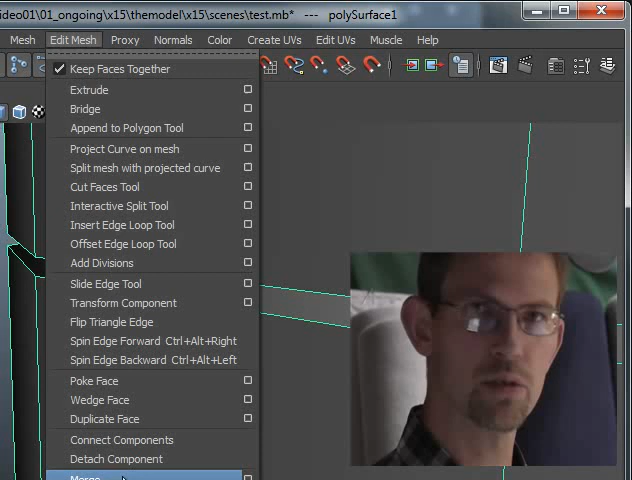 ideo01\01_ongoing\x15\themodel\x15\scenes\test.mb* --- polySurface1
Mesh Edit Mesh Proxy Normals Color Create UVs Edit UVs Muscle Help
Keep Faces Together
Extrude
Bridge
Append to Polygon Tool
Project Curve on mesh
Split mesh with projected curve
Cut Faces Tool
Interactive Split Tool
Insert Edge Loop Tool
Offset Edge Loop Tool
Add Divisions
Slide Edge Tool
Transform Component
Flip Triangle Edge
Spin Edge Forward Ctrl+Alt+Right
Spin Edge Backward Ctrl+Alt+Left
Poke Face
Wedge Face
Duplicate Face
Connect Components
Detach Component
Merge